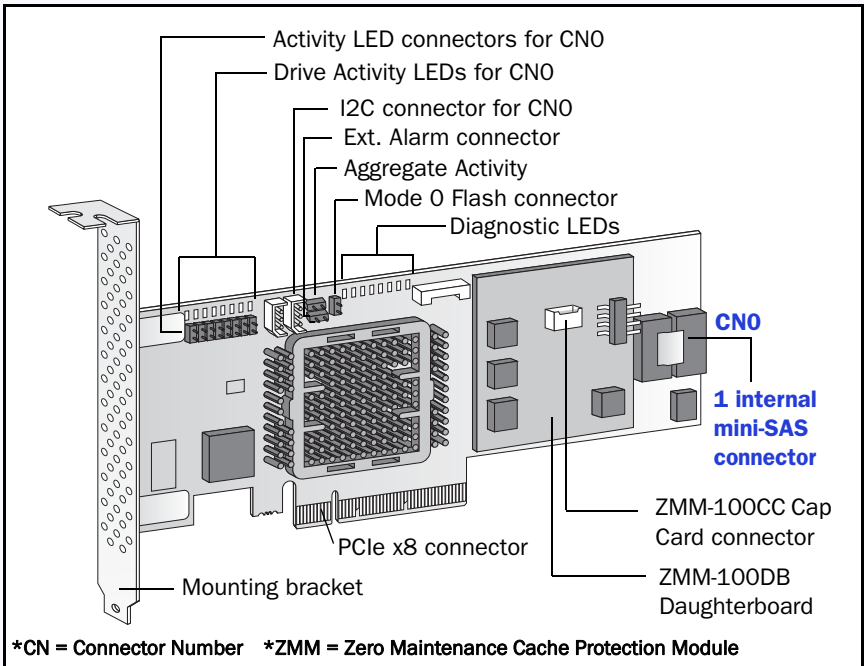 Activity LED connectors for CN0
Drive Activity LEDs for CN0
I2C connector for CN0
Ext. Alarm connector
Aggregate Activity
Mode 0 Flash connector
Diagnostic LEDs
CN0
1 internal
mini-SAS
connector
ZMM-100CC Cap
Card connector
PCIe x8 connector
ZMM-100DB
Daughterboard
Mounting bracket
*CN = Connector Number *ZMM = Zero Maintenance Cache Protection Module